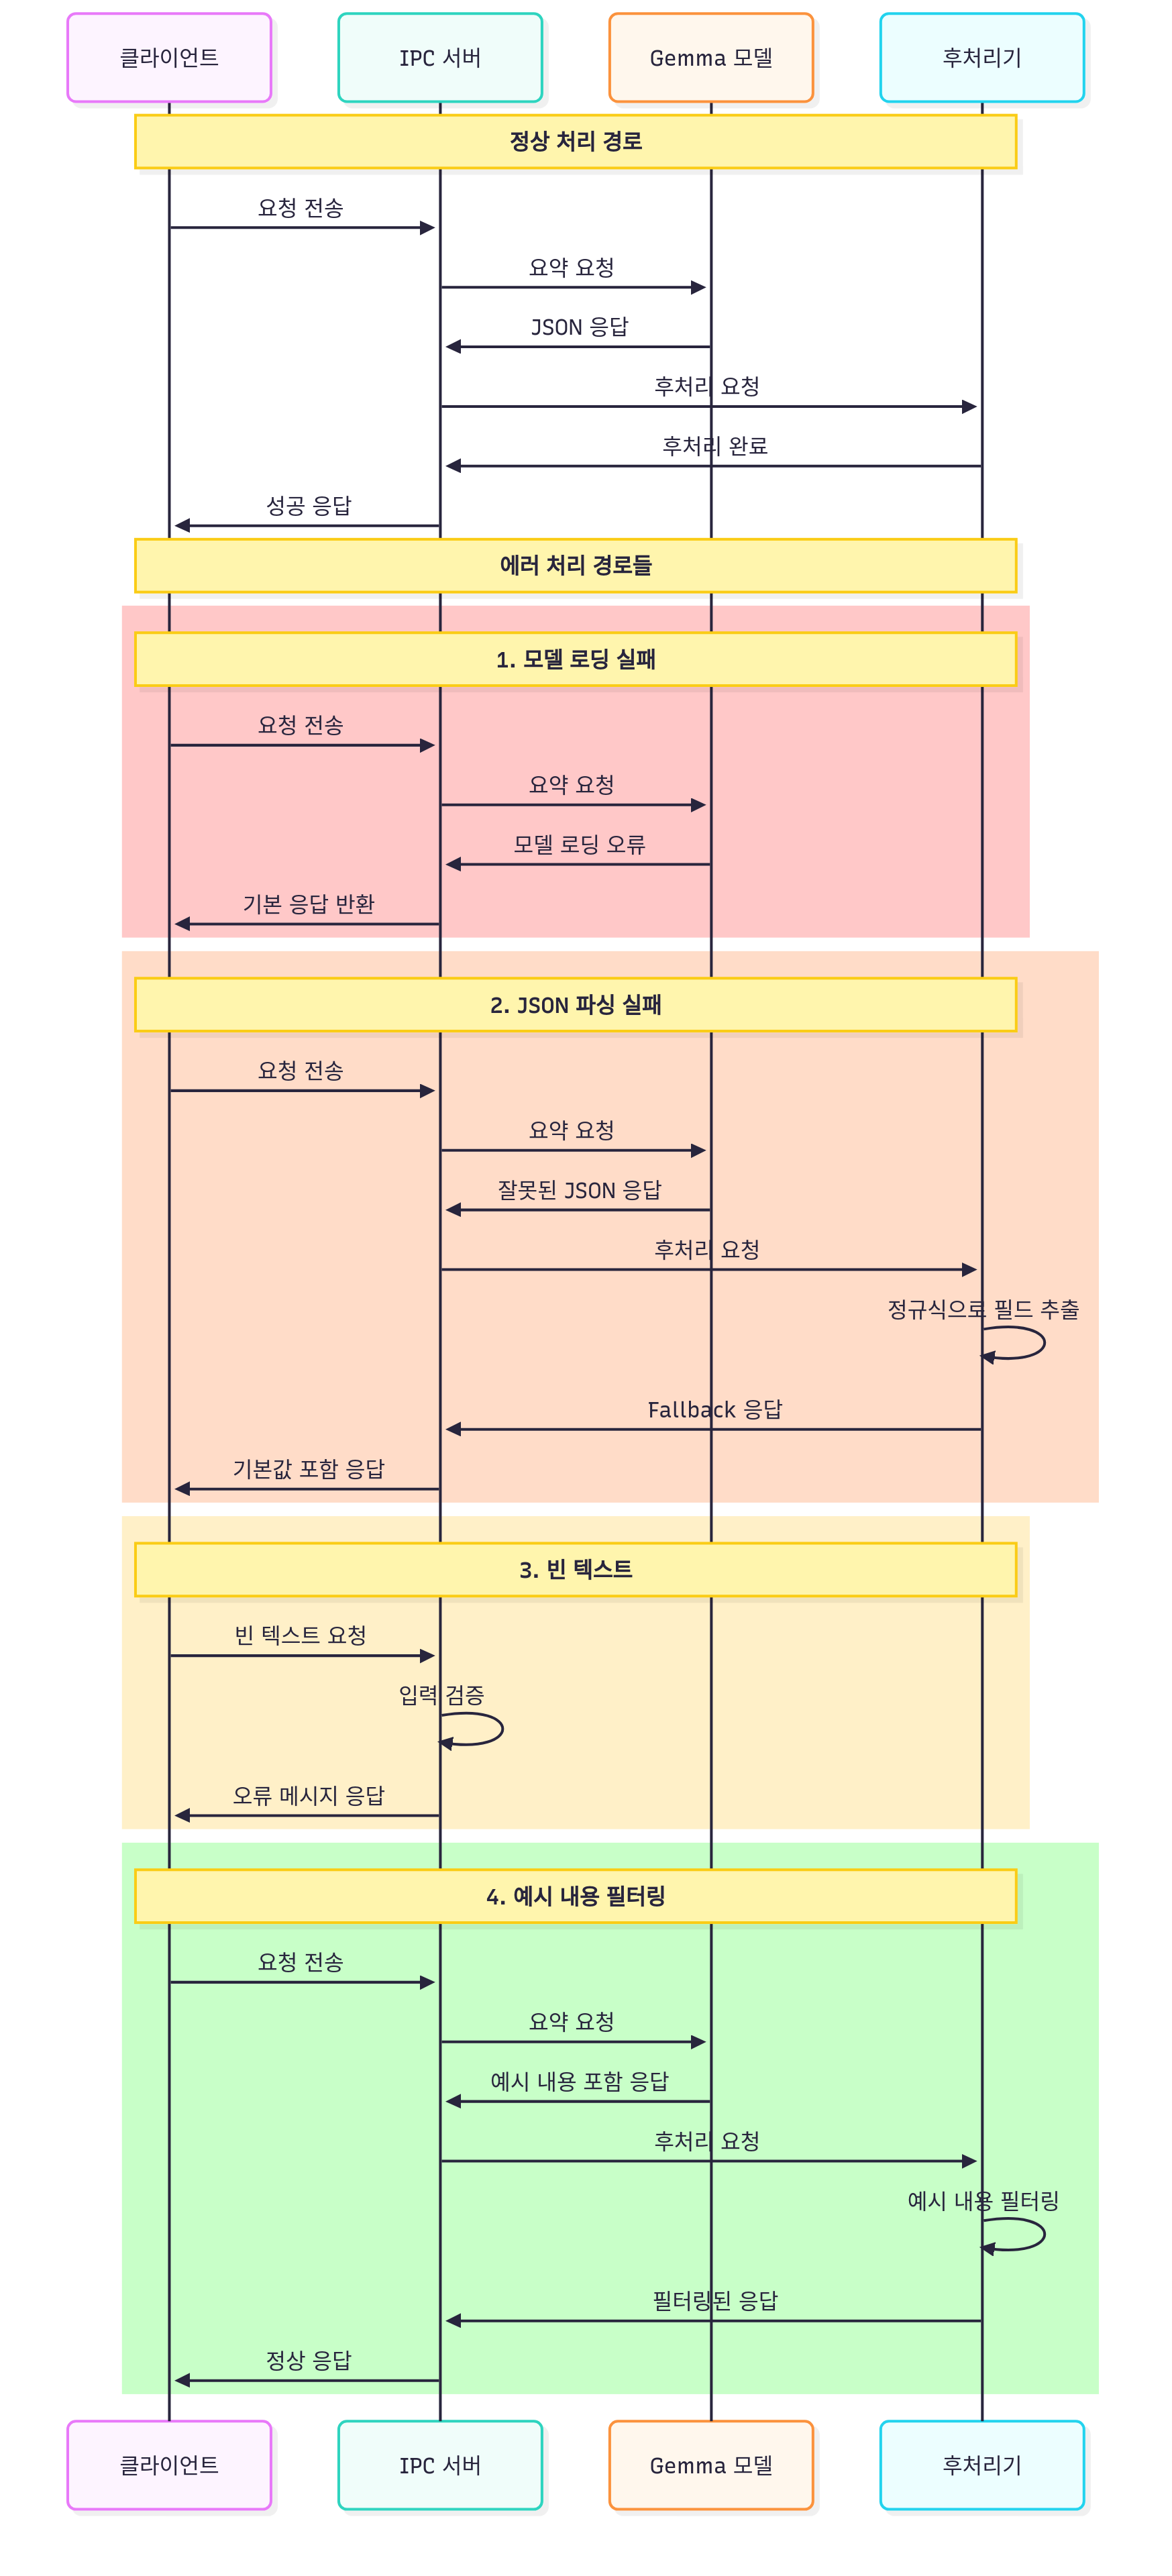 클라이언트
IPC 서버
Gemma 모델
후처리기
정상 처리 경로
요청 전송
요약 요청
JSON 응답
후처리 요청
후처리 완료
성공 응답
에러 처리 경로들
1. 모델 로딩 실패
요청 전송
요약 요청
모델 로딩 오류
기본 응답 반환
2. JSON 파싱 실패
요청 전송
요약 요청
잘못된 JSON 응답
후처리 요청
정규식으로 필드 추출
Fallback 응답
기본값 포함 응답
3. 빈 텍스트
빈 텍스트 요청
입력 검증
오류 메시지 응답
4. 예시 내용 필터링
요청 전송
요약 요청
예시 내용 포함 응답
후처리 요청
예시 내용 필터링
필터링된 응답
정상 응답
클라이언트
IPC 서버
Gemma 모델
후처리기